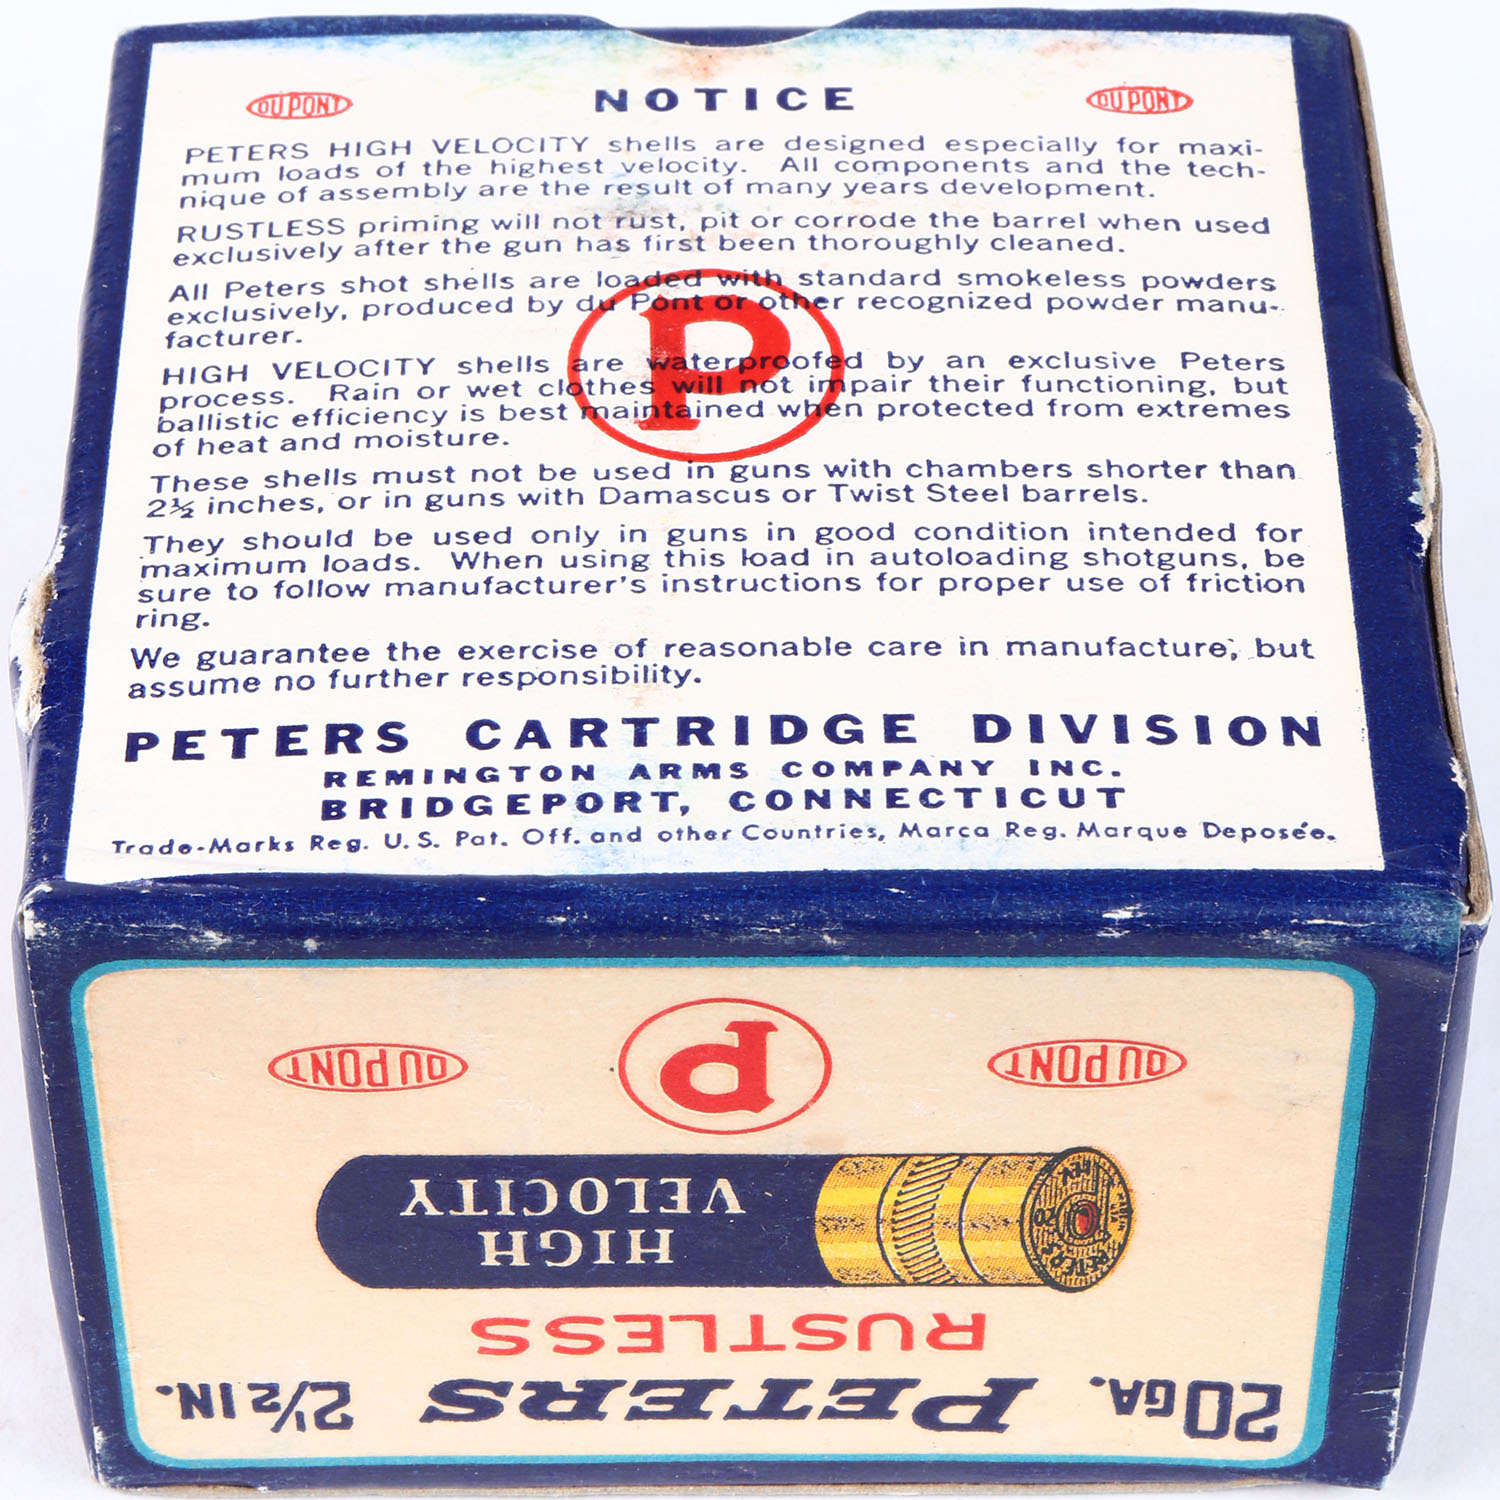 DU PONT NOTICE DU PONT
PETERS HIGH VELOCITY shells are designed especially for maxi-
mum loads of the highest velocity. All components and the tech-
nique of assembly are the result of many years development.
RUSTLESS priming will not rust, pit or corrode the barrel when used
exclusively after the gun has first been thoroughly cleaned.
All Peters shot shells are loaded with standard smokeless powders
exclusively, produced by du Pont or other recognized powder manu-
facturer.
P
HIGH VELOCITY shells are waterproofed by an exclusive Peters
process. Rain or wet clothes will not impair their functioning, but
ballistic efficiency is best maintained when protected from extremes
of heat and moisture.
These shells must not be used in guns with chambers shorter than
2½ inches, or in guns with Damascus or Twist Steel barrels.
They should be used only in guns in good condition intended for
maximum loads. When using this load in autoloading shotguns, be
sure to follow manufacturer's instructions for proper use of friction
ring.
We guarantee the exercise of reasonable care in manufacture, but
assume no further responsibility.
PETERS CARTRIDGE DIVISION
REMINGTON ARMS COMPANY INC.
BRIDGEPORT, CONNECTICUT
Trade-Marks Reg. U.S. Pat. Off. and other Countries, Marca Reg. Marque Deposée.
20 GA. PETERS 2½ IN.
RUSTLESS
HIGH
VELOCITY
PETERS
20
DU PONT P DU PONT